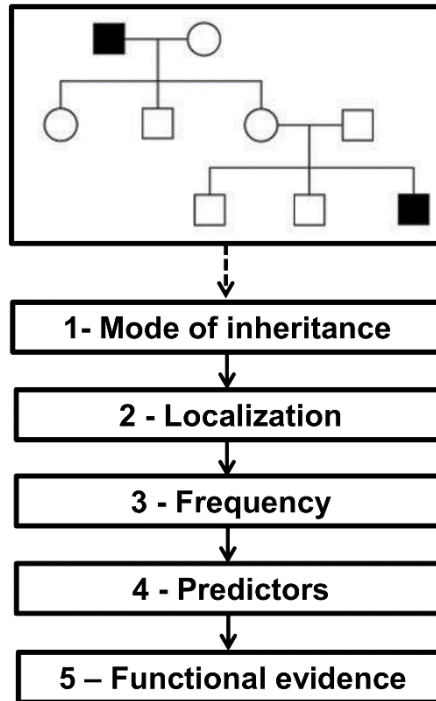 1- Mode of inheritance
2 - Localization
3 - Frequency
4 - Predictors
5 – Functional evidence